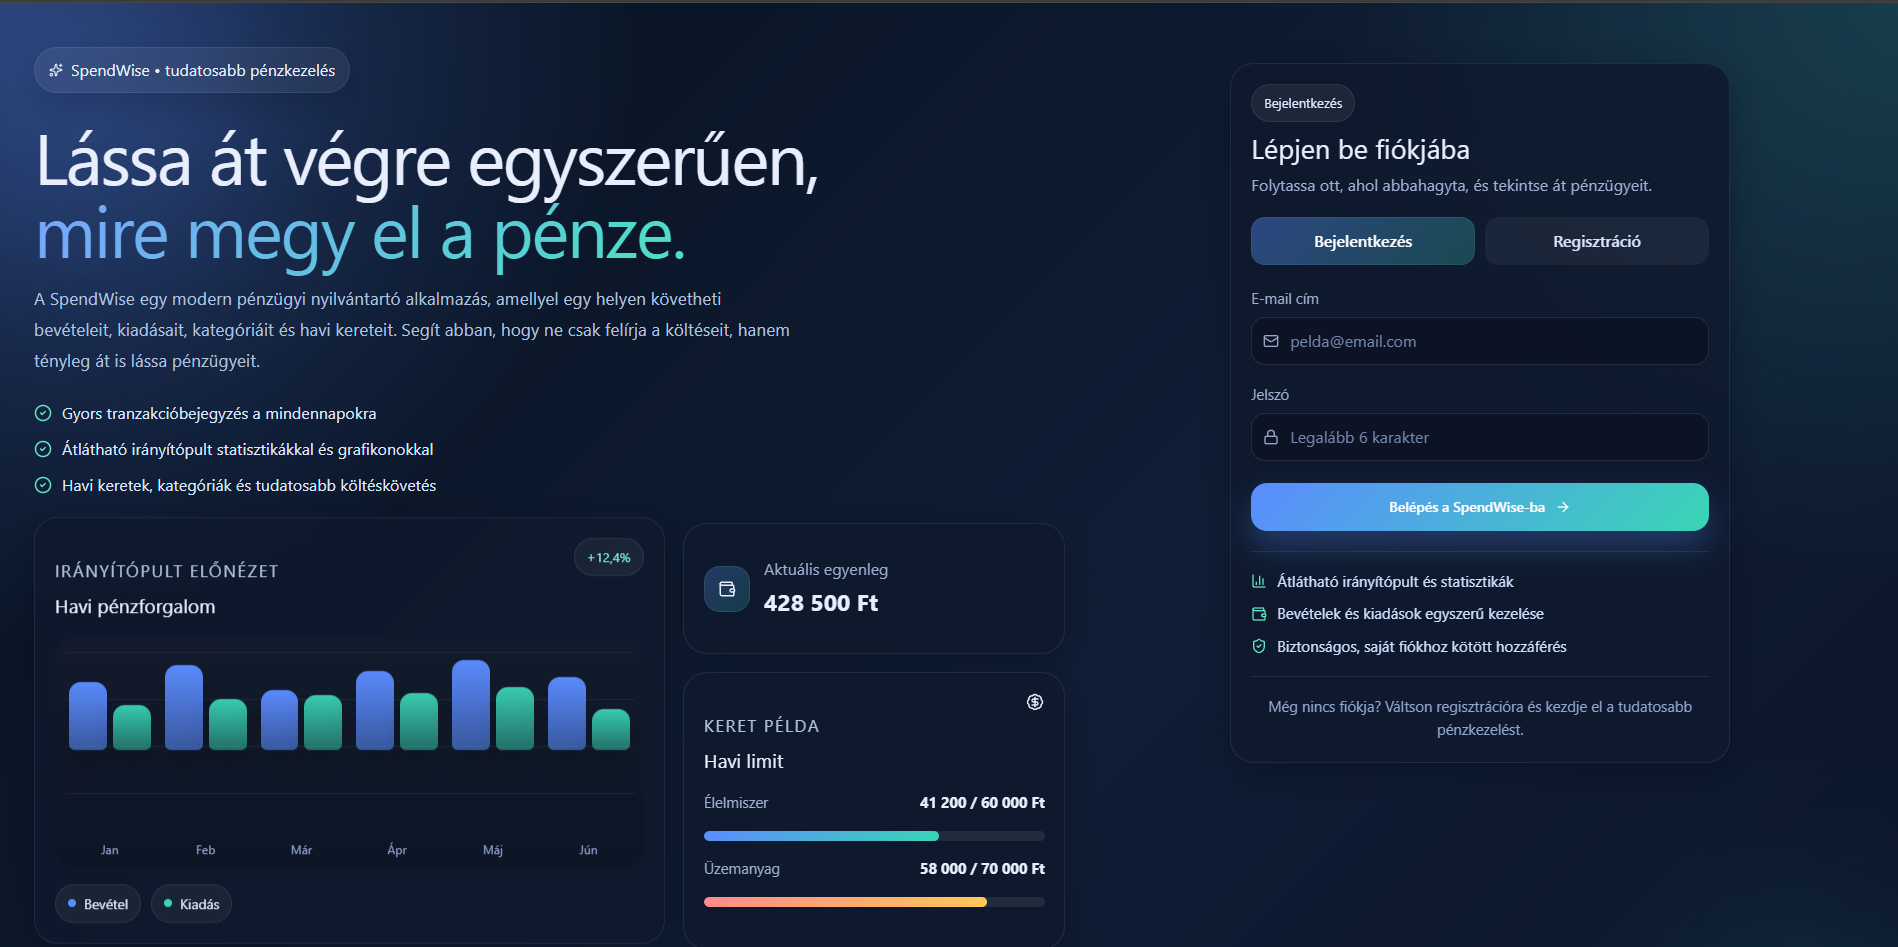 SpendWise • tudatosabb pénzkezelés
Lássa át végre egyszerűen,
mire megy el a pénze.
A SpendWise egy modern pénzügyi nyilvántartó alkalmazás, amellyel egy helyen követheti
bevételeit, kiadásait, kategóriáit és havi kereteit. Segít abban, hogy ne csak felírja a költéseit, hanem
tényleg át is lássa pénzügyeit.
Gyors tranzakcióbejegyzés a mindennapokra
Átlátható irányítópult statisztikákkal és grafikonokkal
Havi keretek, kategóriák és tudatosabb költéskövetés
IRÁNYÍTÓPULT ELŐNÉZET
+12,4%
Havi pénzforgalom
Jan Feb Már Ápr Máj Jún
Bevétel Kiadás
Aktuális egyenleg
428 500 Ft
KERET PÉLDA
Havi limit
Élelmiszer 41 200 / 60 000 Ft
Üzemanyag 58 000 / 70 000 Ft
Bejelentkezés
Lépjen be fiókjába
Folytassa ott, ahol abbahagyta, és tekintse át pénzügyeit.
Bejelentkezés Regisztráció
E-mail cím
pelda@email.com
Jelszó
Legalább 6 karakter
Belépés a SpendWise-ba →
Átlátható irányítópult és statisztikák
Bevételek és kiadások egyszerű kezelése
Biztonságos, saját fiókhoz kötött hozzáférés
Még nincs fiókja? Váltson regisztrációra és kezdje el a tudatosabb
pénzkezelést.